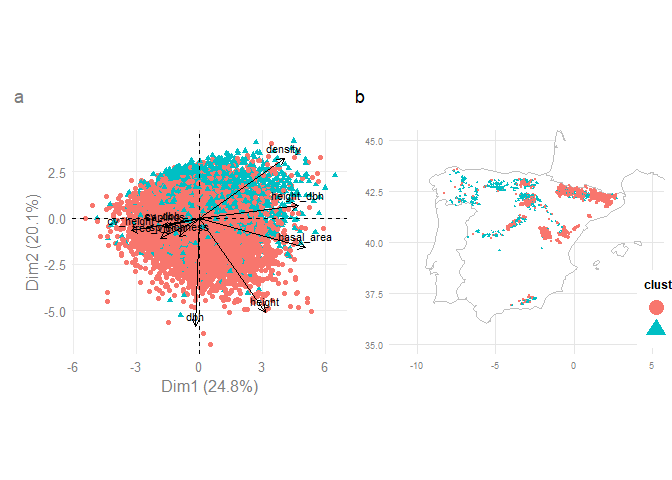 a
b
2.5
0.0
-2.5
-5.0
-6
-3
0
3
6
Dim1 (24.8%)
Dim2 (20.1%)
density
height_dbh
basal_area
height
dbh
cv_height
45.0
42.5
40.0
37.5
35.0
-10
-5
0
5
clust